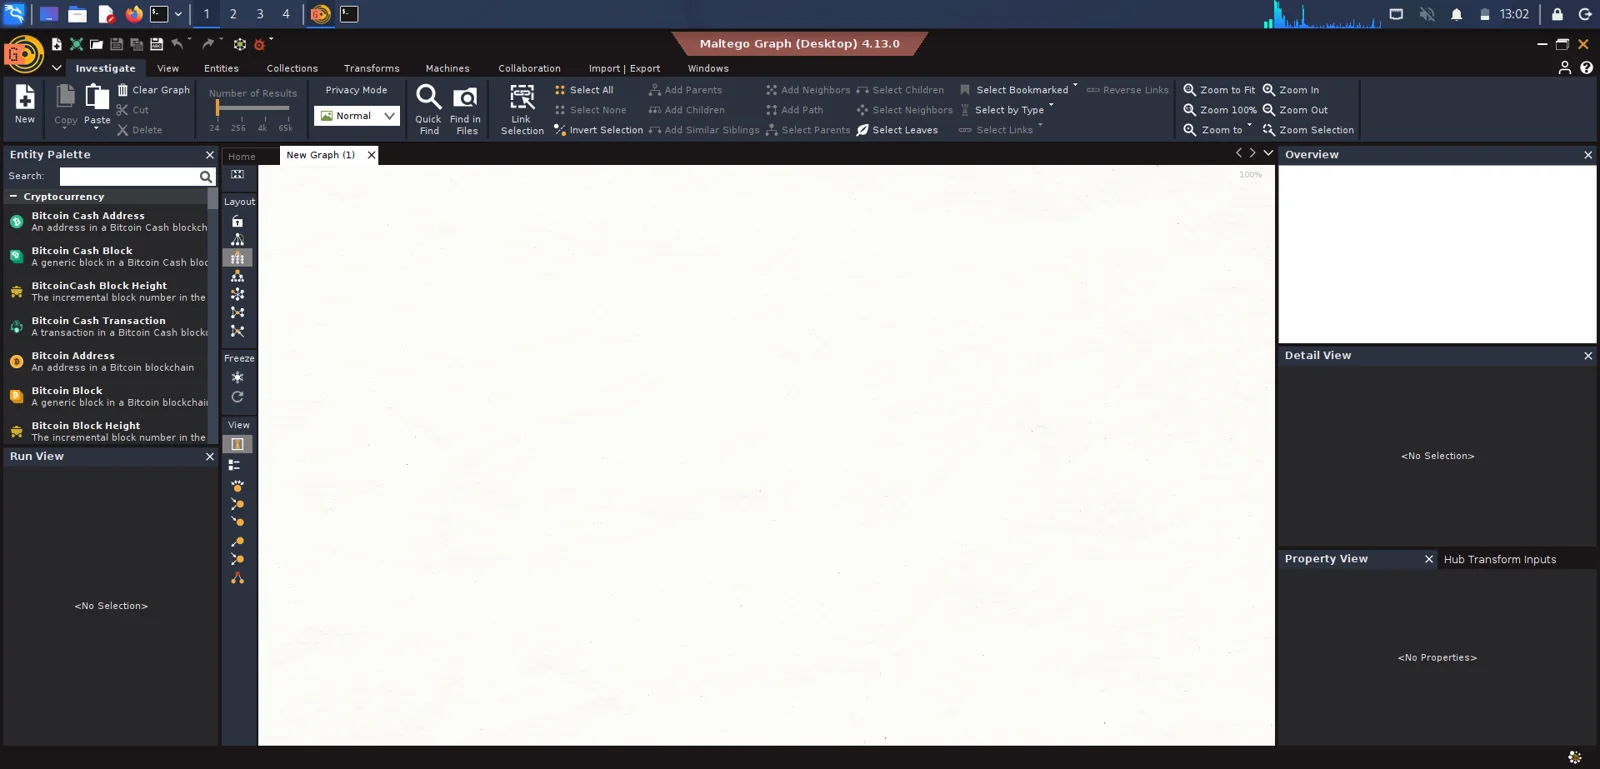 1 2 3 4 13:02
Maltego Graph (Desktop) 4.13.0
Investigate View Entities Collections Transforms Machines Collaboration Import | Export Windows
New
Copy
Paste
Clear Graph
Cut
Delete
Number of Results
24 256 4k 65k
Privacy Mode
Normal
Quick
Find
Find in
Files
Link
Selection
Select All
Select None
Invert Selection
Add Parents
Add Children
Add Similar Siblings
Add Neighbors
Add Path
Select Parents
Select Children
Select Neighbors
Select Leaves
Select Bookmarked
Select by Type
Select Links
Reverse Links
Zoom to Fit
Zoom 100%
Zoom to
Zoom In
Zoom Out
Zoom Selection
Entity Palette
Search:
Cryptocurrency
Bitcoin Cash Address
An address in a Bitcoin Cash blockch
Bitcoin Cash Block
A generic block in a Bitcoin Cash bloc
BitcoinCash Block Height
The incremental block number in the
Bitcoin Cash Transaction
A transaction in a Bitcoin Cash blockc
Bitcoin Address
An address in a Bitcoin blockchain
Bitcoin Block
A generic block in a Bitcoin blockchain
Bitcoin Block Height
The incremental block number in the
Run View
<No Selection>
Home
New Graph (1)
Layout
Freeze
View
100%
Overview
Detail View
<No Selection>
Property View
Hub Transform Inputs
<No Properties>